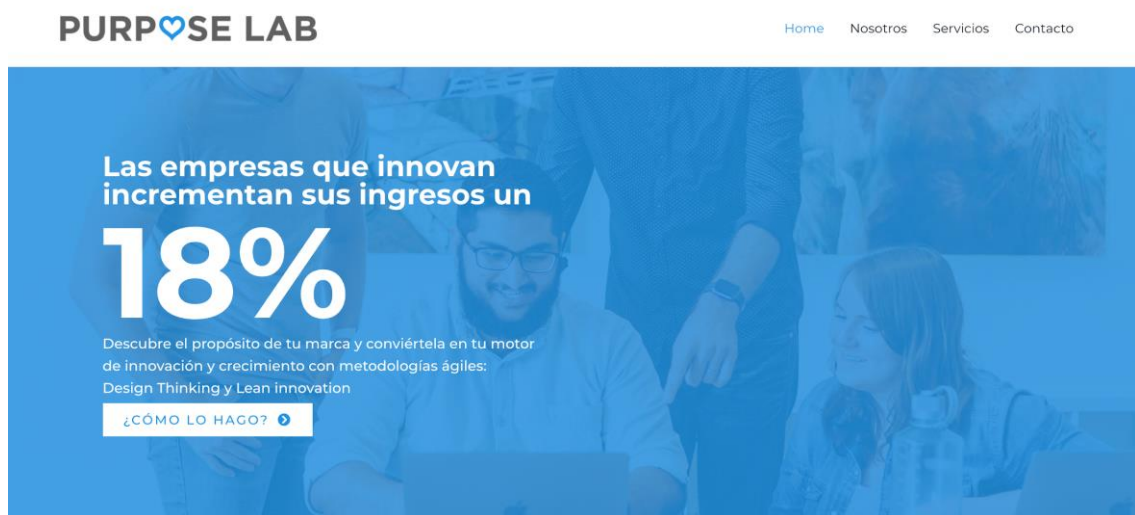 PURPOSE LAB
Home Nosotros Servicios Contacto
Las empresas que innovan
incrementan sus ingresos un
18%
Descubre el propósito de tu marca y conviértela en tu motor
de innovación y crecimiento con metodologías ágiles:
Design Thinking y Lean innovation
¿CÓMO LO HAGO?